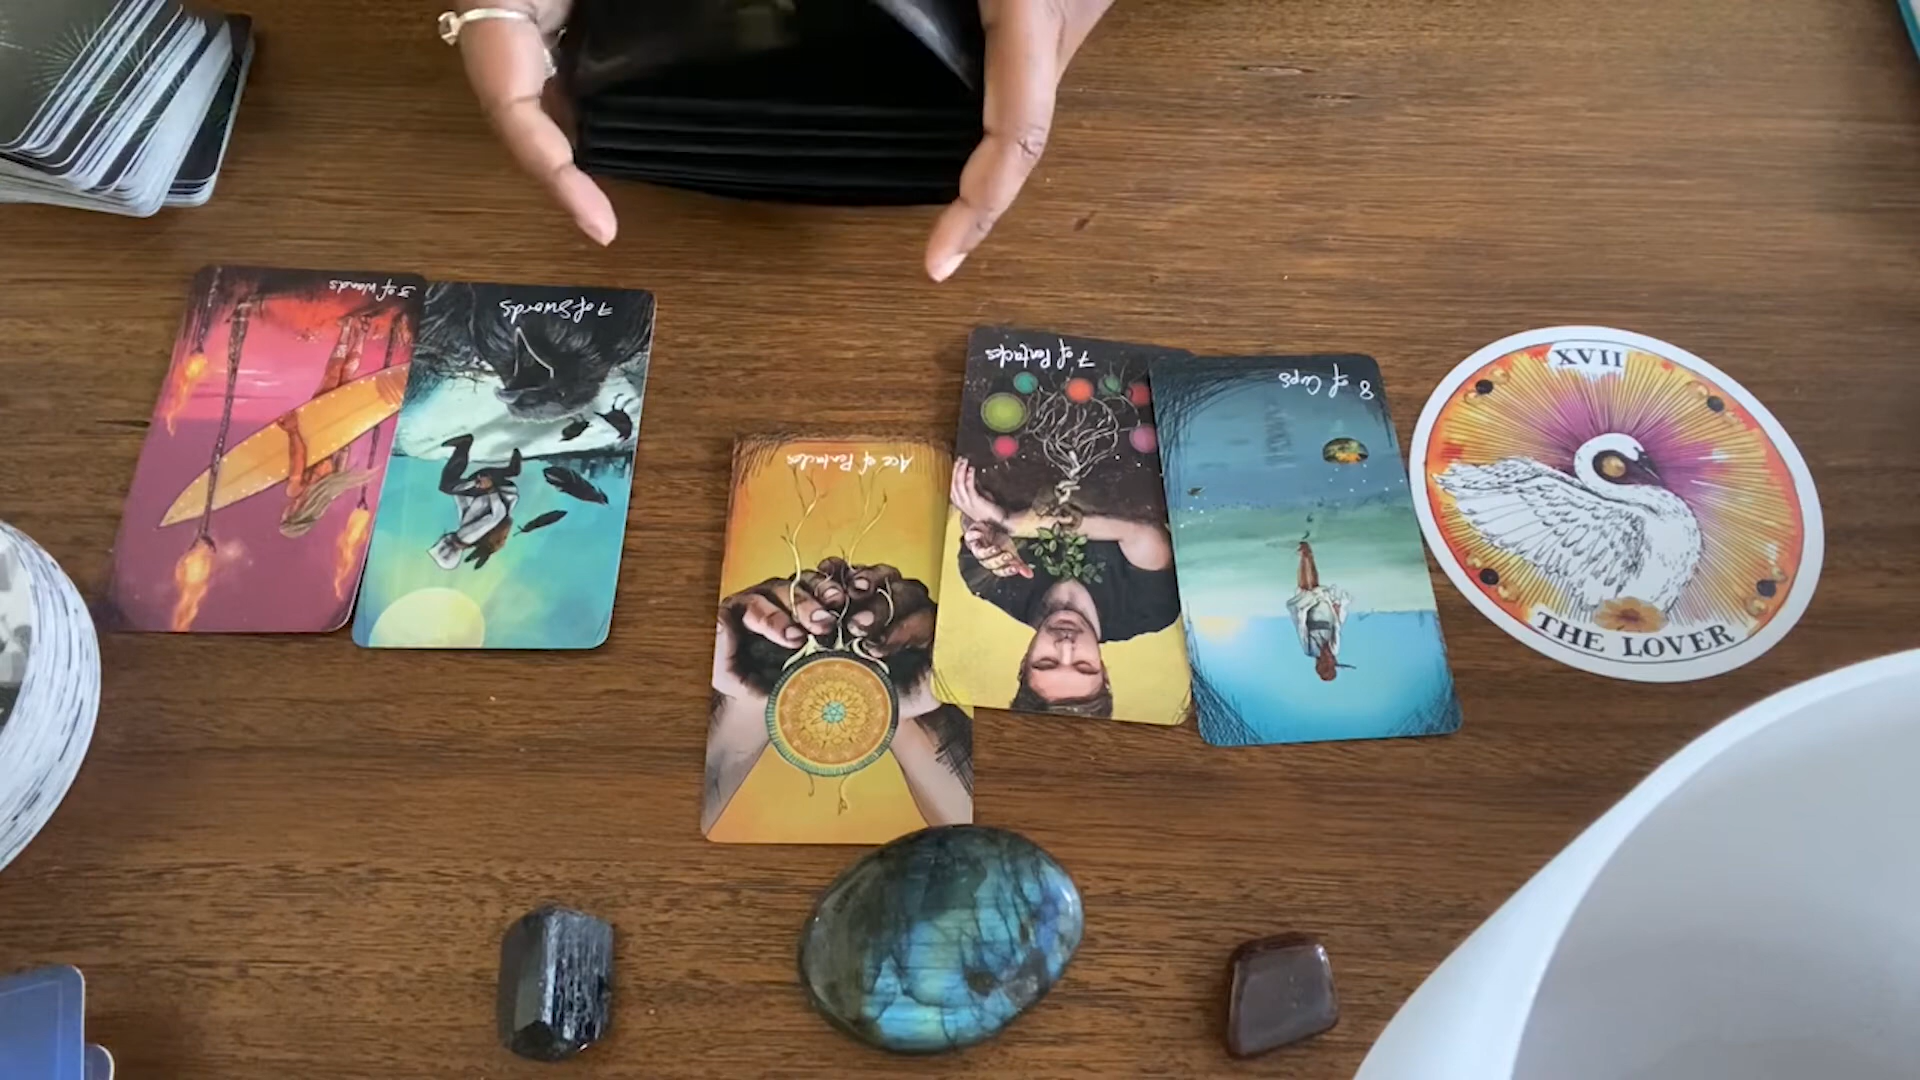 3 of Wands
7 of Swords
Ace of Pentacles
7 of Pentacles
8 of Cups
XVII
THE LOVER